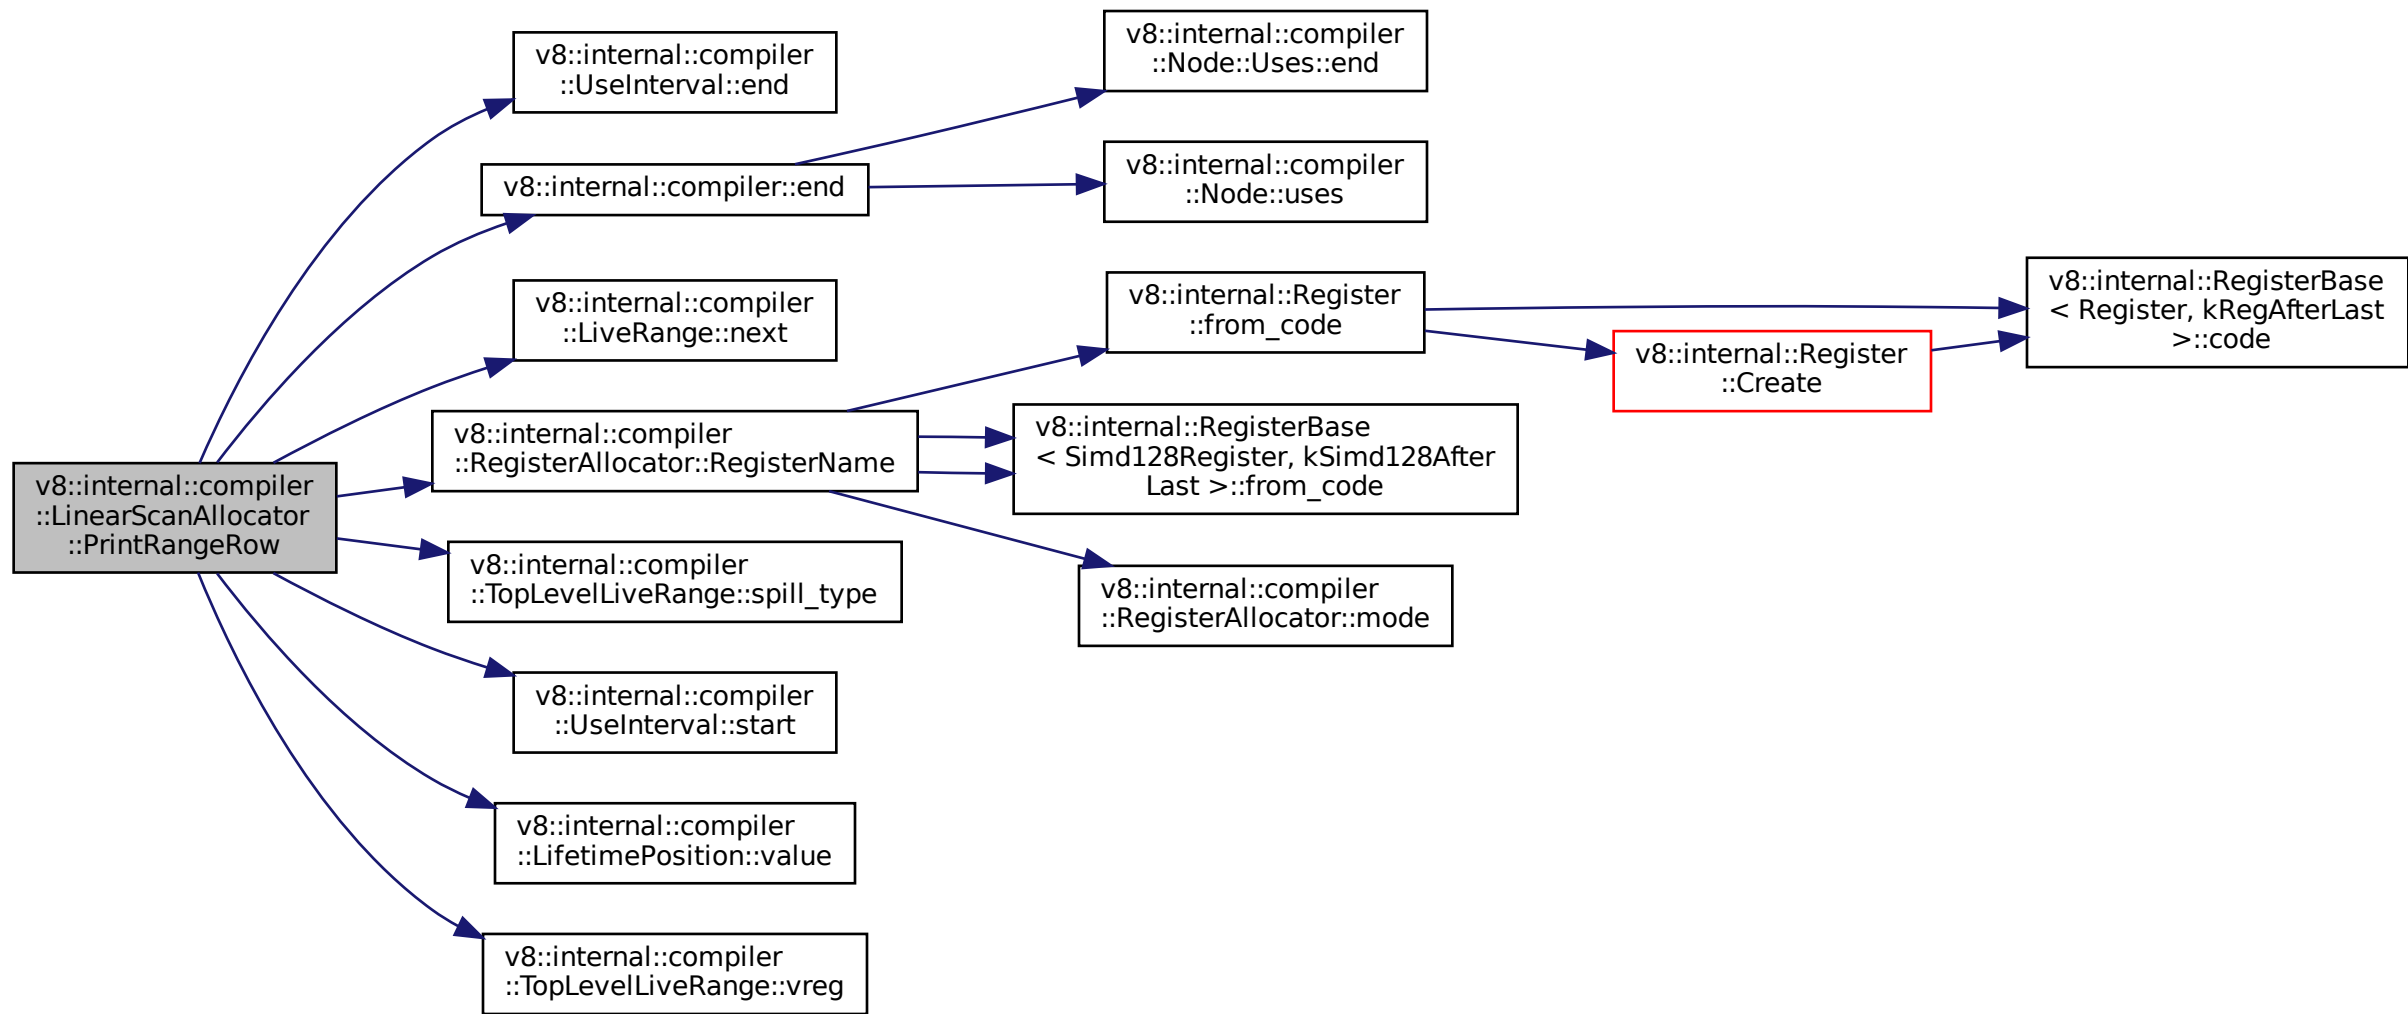 v8::internal::compiler
::LinearScanAllocator
::PrintRangeRow
v8::internal::compiler
::UseInterval::end
v8::internal::compiler::end
v8::internal::compiler
::LiveRange::next
v8::internal::compiler
::RegisterAllocator::RegisterName
v8::internal::compiler
::TopLevelLiveRange::spill_type
v8::internal::compiler
::UseInterval::start
v8::internal::compiler
::LifetimePosition::value
v8::internal::compiler
::TopLevelLiveRange::vreg
v8::internal::compiler
::Node::Uses::end
v8::internal::compiler
::Node::uses
v8::internal::Register
::from_code
v8::internal::RegisterBase
< Simd128Register, kSimd128After
Last >::from_code
v8::internal::compiler
::RegisterAllocator::mode
v8::internal::Register
::Create
v8::internal::RegisterBase
< Register, kRegAfterLast
>::code